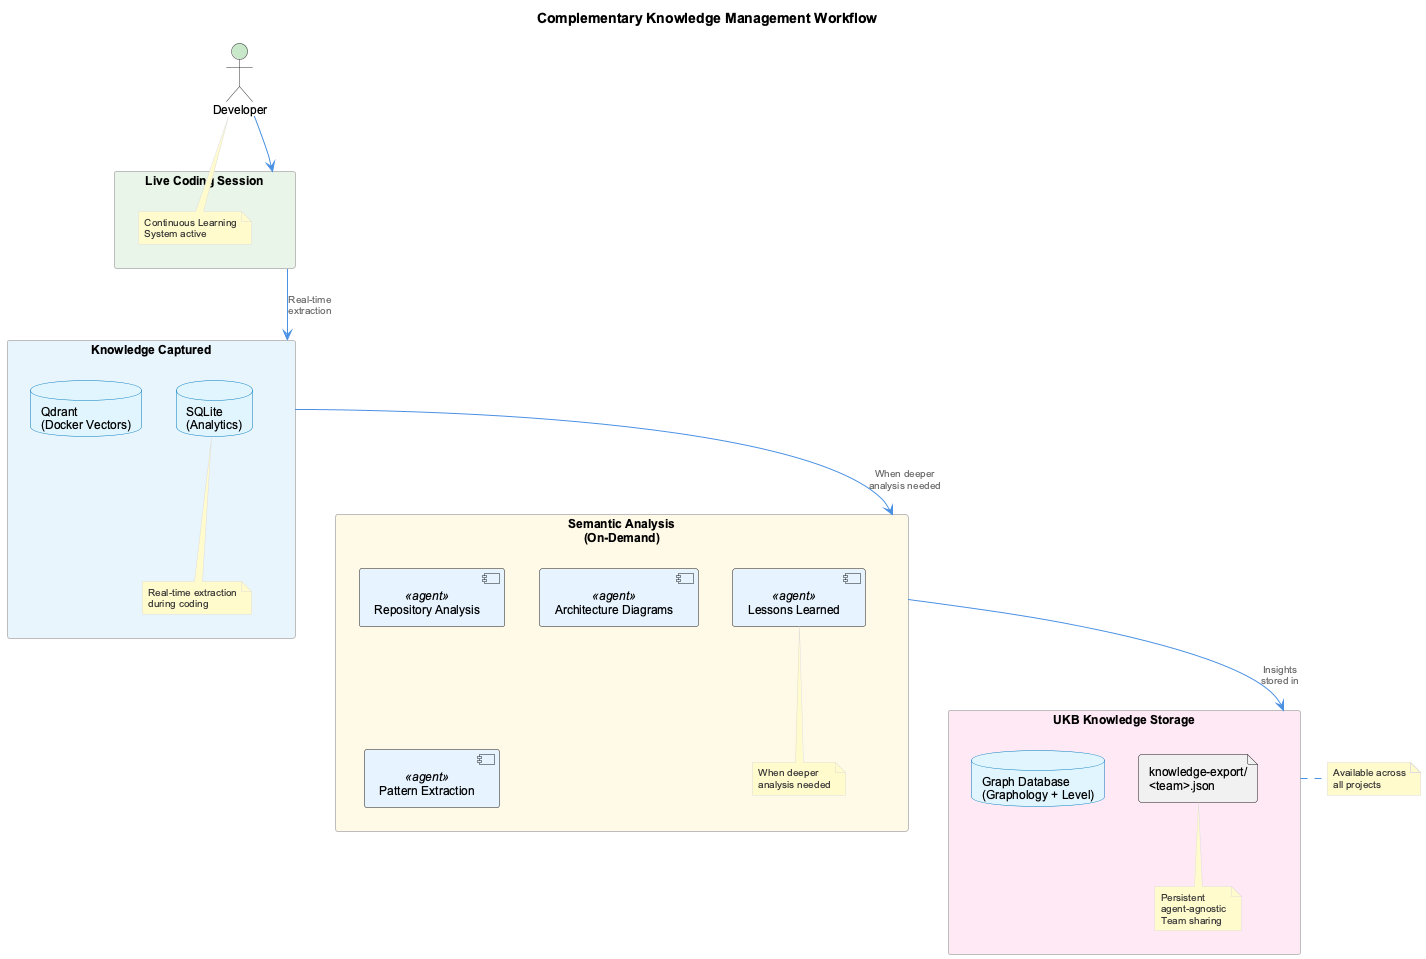 Complementary Knowledge Management Workflow
Developer
Live Coding Session
Continuous Learning
System active
Real-time
extraction
Knowledge Captured
Qdrant
(Docker Vectors)
SQLite
(Analytics)
Real-time extraction
during coding
When deeper
analysis needed
Semantic Analysis
(On-Demand)
«agent»
Repository Analysis
«agent»
Architecture Diagrams
«agent»
Lessons Learned
«agent»
Pattern Extraction
When deeper
analysis needed
Insights
stored in
UKB Knowledge Storage
Graph Database
(Graphology + Level)
knowledge-export/
<team>.json
Persistent
agent-agnostic
Team sharing
Available across
all projects